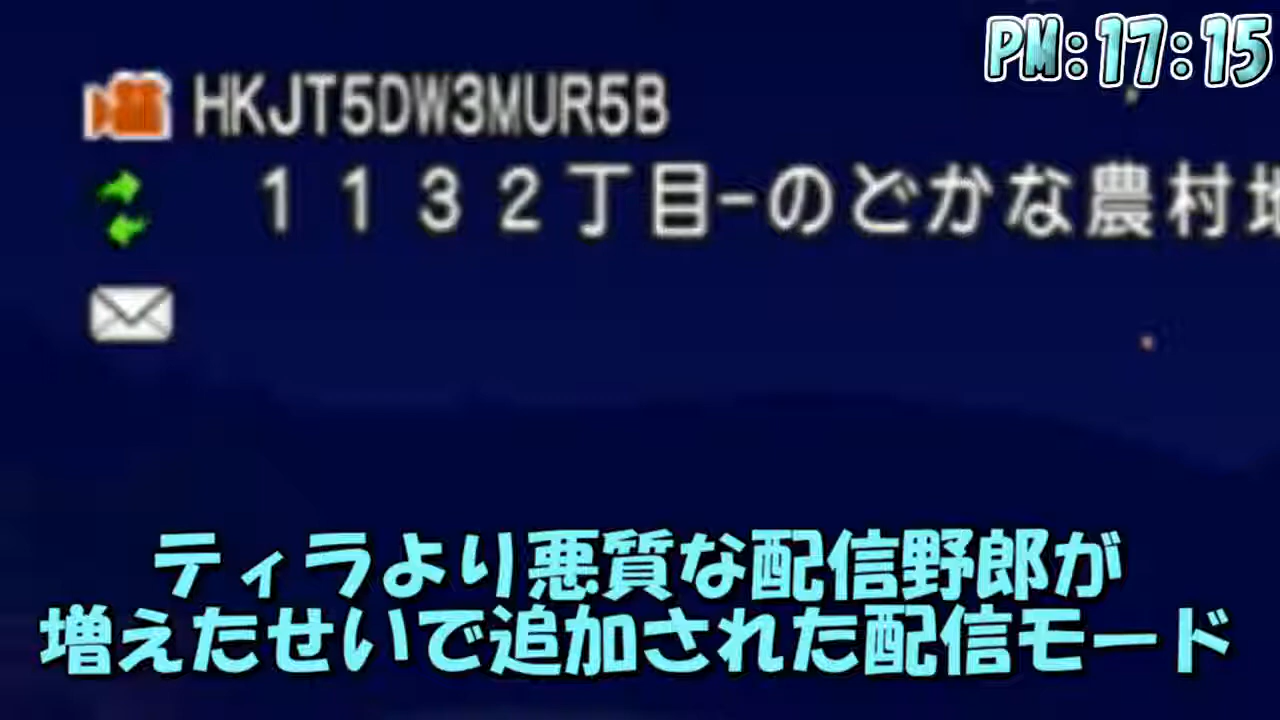 PM:17:15
HKJT5DW3MUR5B
1132丁目-のどかな農村地
ティラより悪質な配信野郎が
増えたせいで追加された配信モード